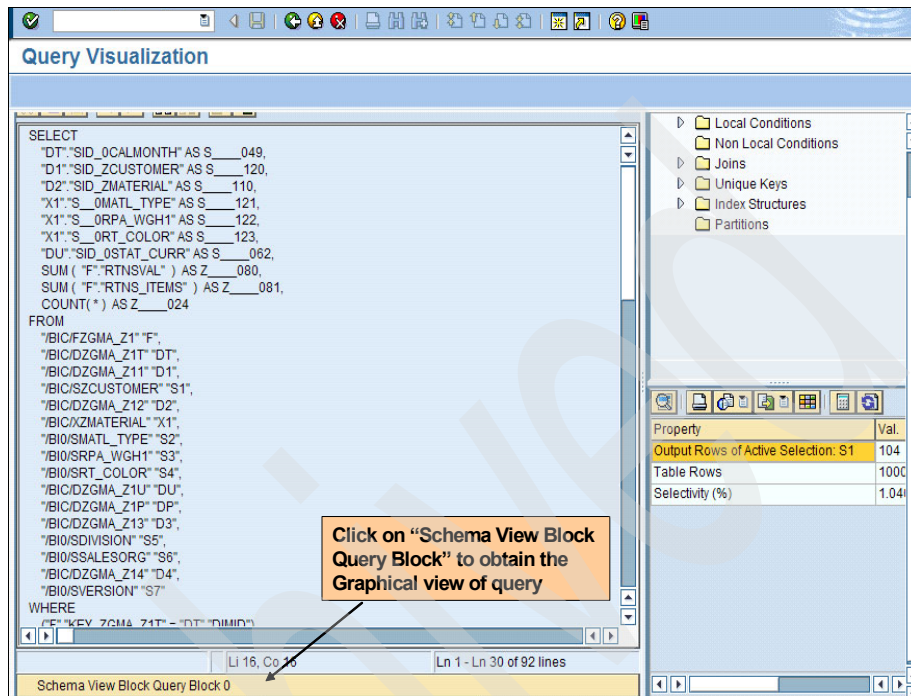 Query Visualization
SELECT
"DT"."SID_0CALMONTH" AS S____049,
"D1"."SID_ZCUSTOMER" AS S____120,
"D2"."SID_ZMATERIAL" AS S____110,
"X1"."S__0MATL_TYPE" AS S____121,
"X1"."S__0RPA_WGH1" AS S____122,
"X1"."S__0RT_COLOR" AS S____123,
"DU"."SID_0STAT_CURR" AS S____062,
SUM ( "F"."RTNSVAL" ) AS Z____080,
SUM ( "F"."RTNS_ITEMS" ) AS Z____081,
COUNT( * ) AS Z____024
FROM
"/BIC/FZGMA_Z1" "F",
"/BIC/DZGMA_Z1T" "DT",
"/BIC/DZGMA_Z11" "D1",
"/BIC/SZCUSTOMER" "S1",
"/BIC/DZGMA_Z12" "D2",
"/BIC/XZMATERIAL" "X1",
"/BI0/SMATL_TYPE" "S2",
"/BI0/SRPA_WGH1" "S3",
"/BI0/SRT_COLOR" "S4",
"/BIC/DZGMA_Z1U" "DU",
"/BIC/DZGMA_Z1P" "DP",
"/BIC/DZGMA_Z13" "D3",
"/BI0/SDIVISION" "S5",
"/BI0/SSALESORG" "S6",
"/BIC/DZGMA_Z14" "D4",
"/BI0/SVERSION" "S7"
WHERE
("F"."KEY_ZGMA_Z1T" = "DT"."DIMID")
Click on “Schema View Block
Query Block” to obtain the
Graphical view of query
Li 16, Co 16
Ln 1 - Ln 30 of 92 lines
Schema View Block Query Block 0
Local Conditions
Non Local Conditions
Joins
Unique Keys
Index Structures
Partitions
Property Val.
Output Rows of Active Selection: S1 104
Table Rows
Selectivity (%)